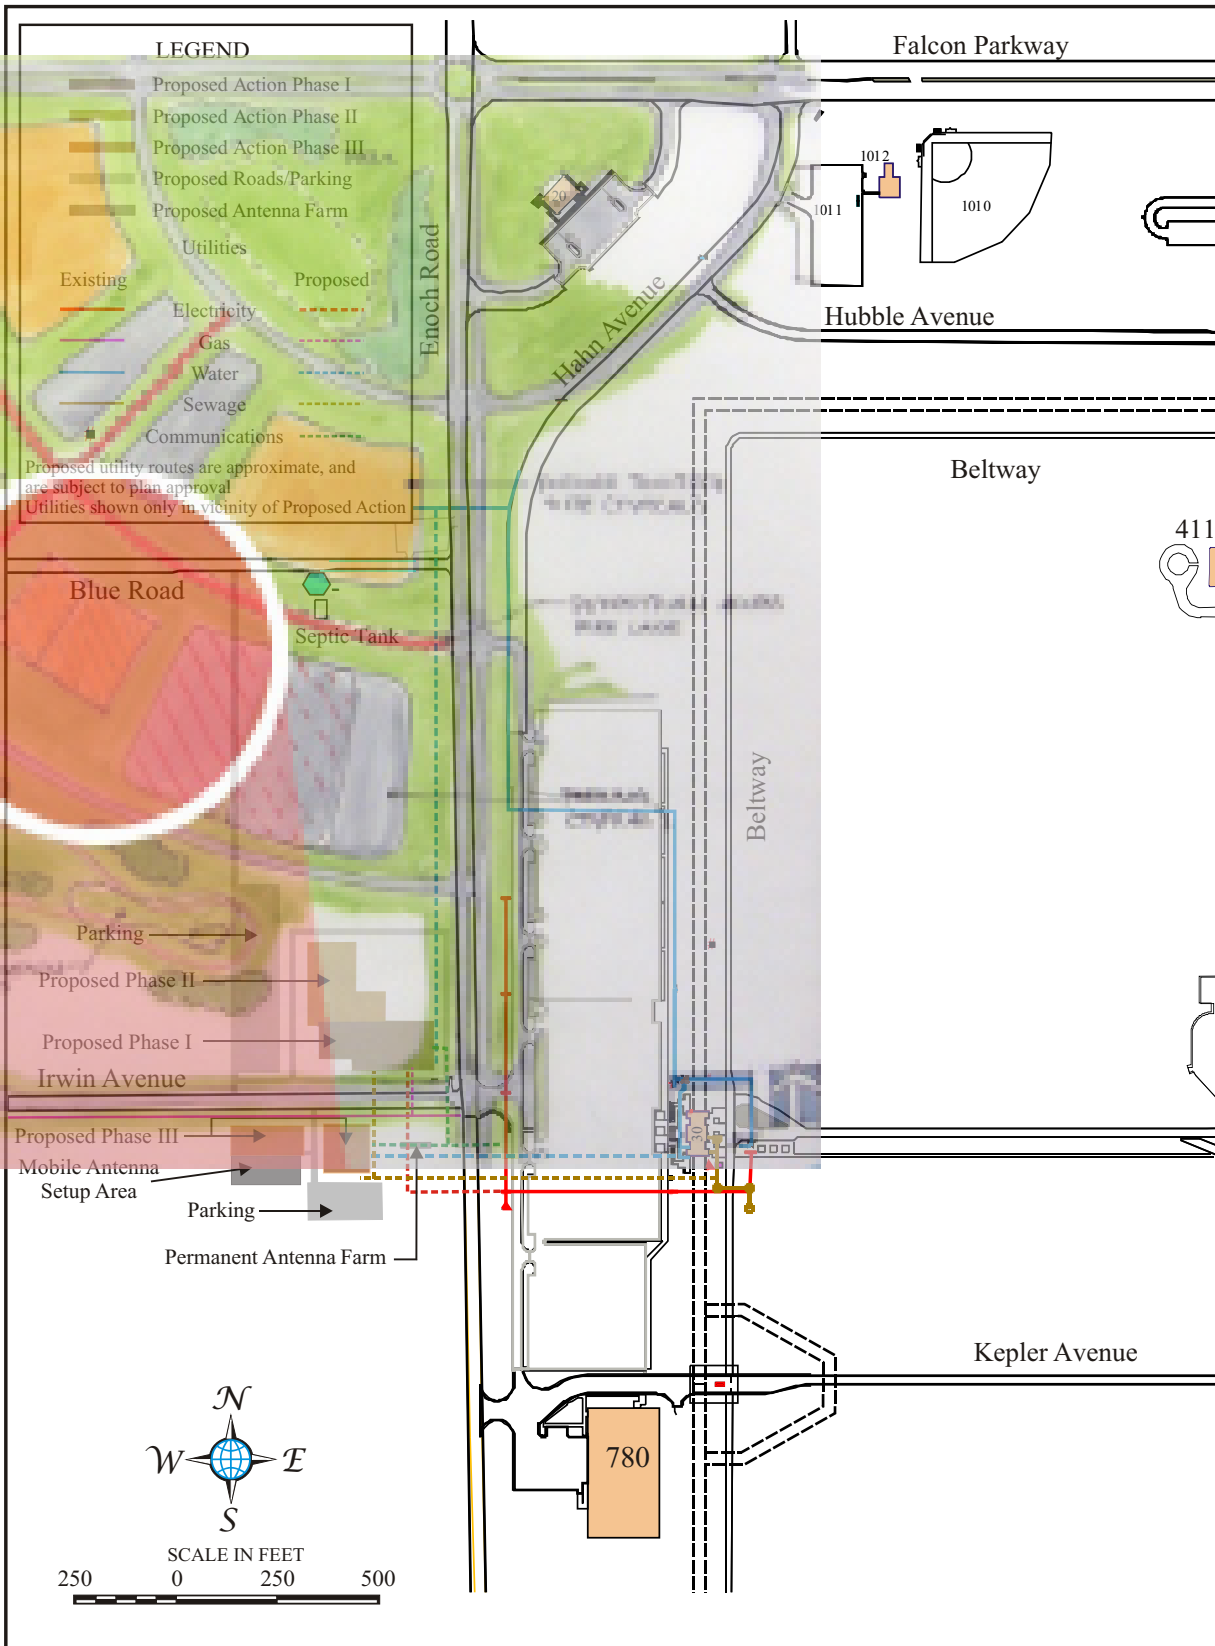 LEGEND
Proposed Action Phase I
Proposed Action Phase II
Proposed Action Phase III
Proposed Roads/Parking
Proposed Antenna Farm
Utilities
Existing
Proposed
Electricity
Gas
Water
Sewage
Communications
Proposed utility routes are approximate, and
are subject to plan approval
Utilities shown only in vicinity of Proposed Action
Falcon Parkway
20
1012
1011
1010
Enoch Road
Hahn Avenue
Hubble Avenue
Beltway
411
Blue Road
Septic Tank
Beltway
Parking
Proposed Phase II
Proposed Phase I
Irwin Avenue
Proposed Phase III
30
Mobile Antenna
Setup Area
Parking
Permanent Antenna Farm
Kepler Avenue
780
N
W
E
S
SCALE IN FEET
250
0
250
500